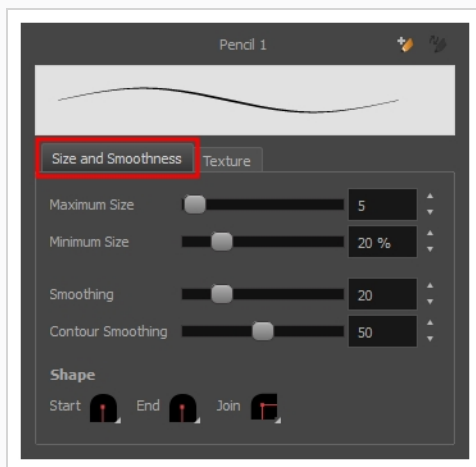 Pencil 1
Size and Smoothness Texture
Maximum Size 5
Minimum Size 20 %
Smoothing 20
Contour Smoothing 50
Shape
Start End Join